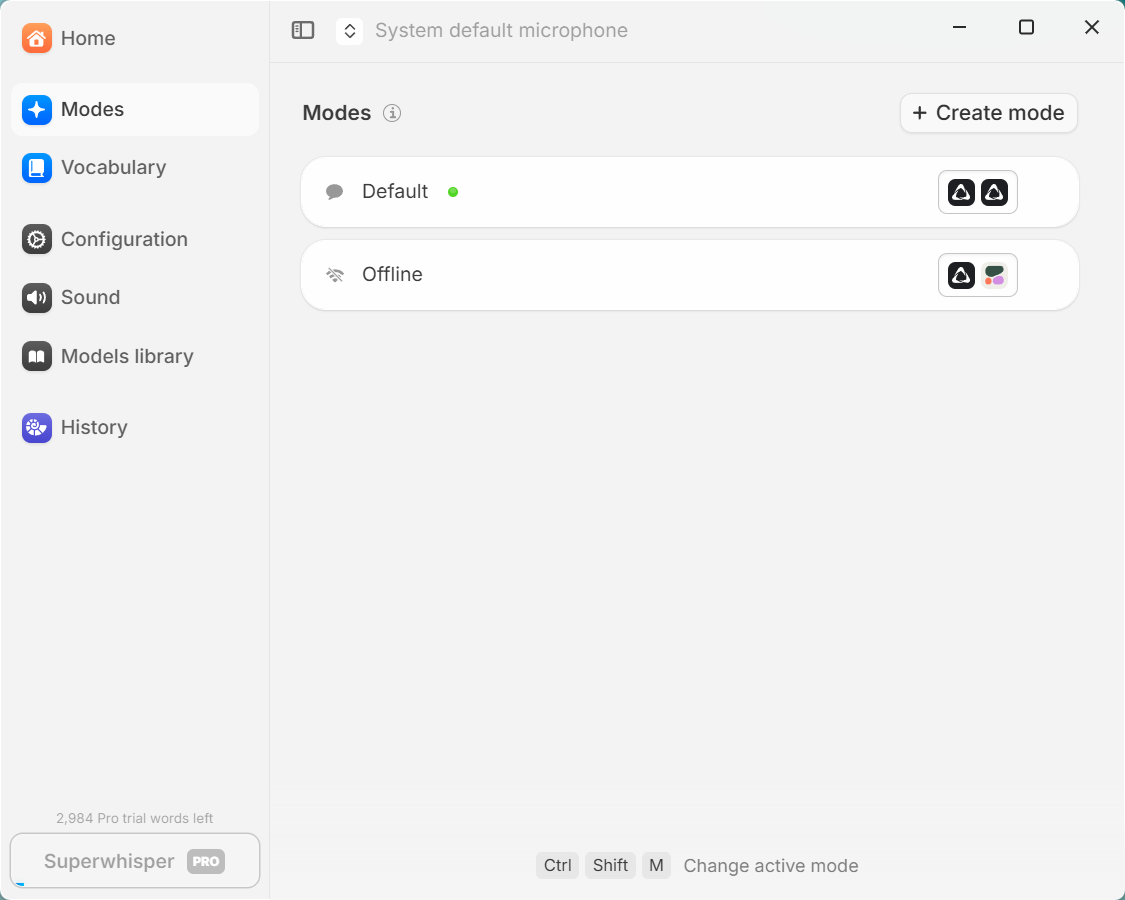 Home
Modes
Vocabulary
Configuration
Sound
Models library
History
2,984 Pro trial words left
Superwhisper PRO
System default microphone
Modes
+ Create mode
Default
Offline
Ctrl Shift M Change active mode